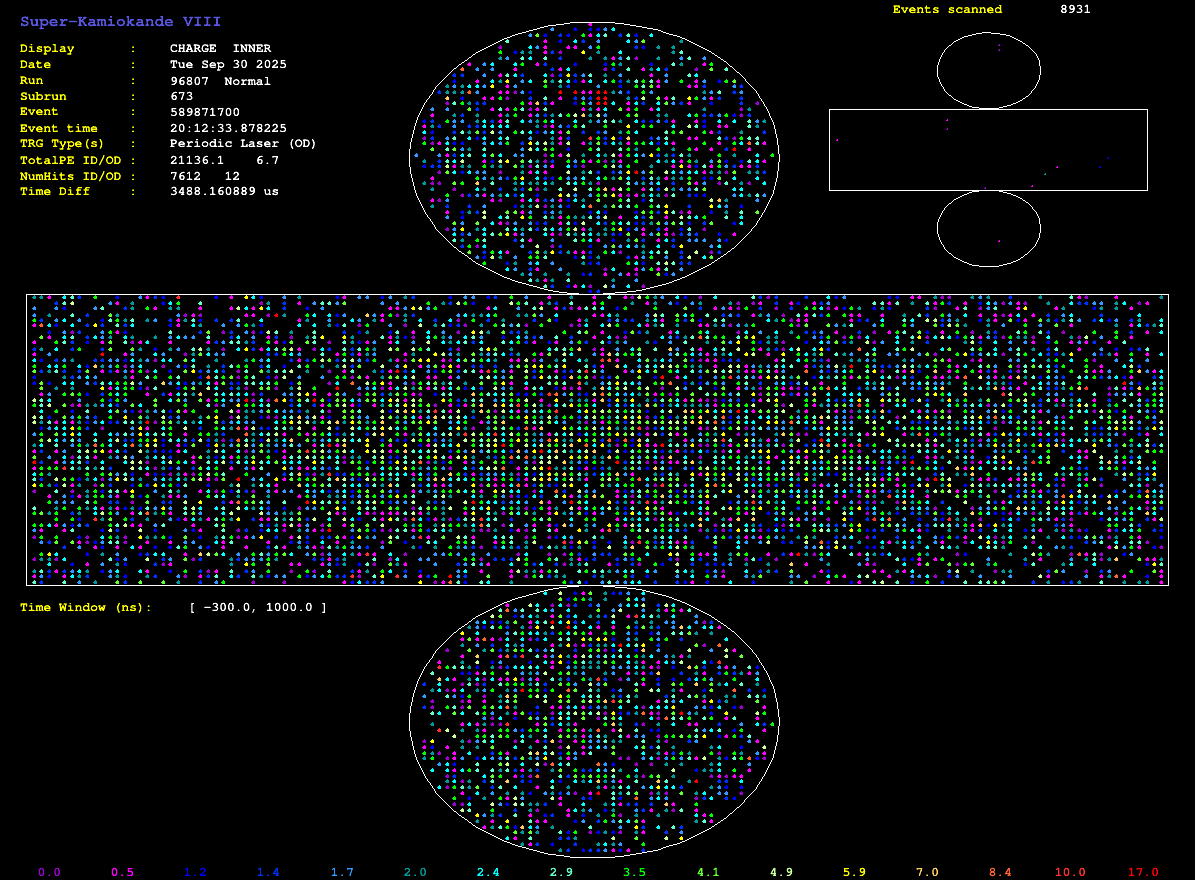 Super-Kamiokande VIII
Events scanned 8931
Display : CHARGE INNER
Date : Tue Sep 30 2025
Run : 96807 Normal
Subrun : 673
Event : 589871700
Event time : 20:12:33.878225
TRG Type(s) : Periodic Laser (OD)
TotalPE ID/OD : 21136.1 6.7
NumHits ID/OD : 7612 12
Time Diff : 3488.160889 us
Time Window (ns): [ -300.0, 1000.0 ]
0.0 0.5 1.2 1.4 1.7 2.0 2.4 2.9 3.5 4.1 4.9 5.9 7.0 8.4 10.0 17.0